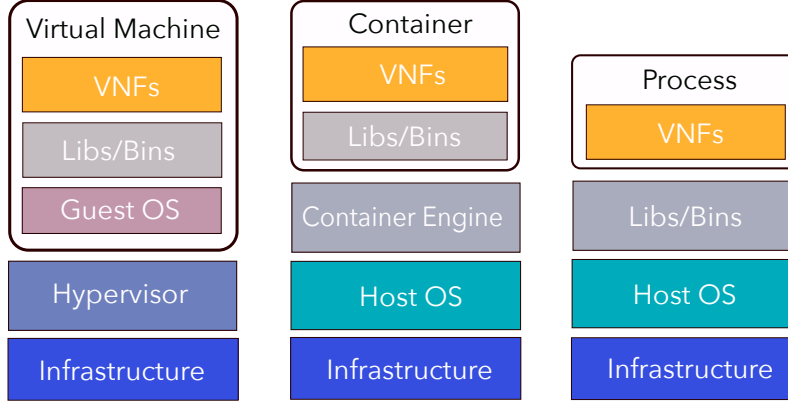 Virtual Machine
VNFs
Libs/Bins
Guest OS
Hypervisor
Infrastructure
Container
VNFs
Libs/Bins
Container Engine
Host OS
Infrastructure
Process
VNFs
Libs/Bins
Host OS
Infrastructure